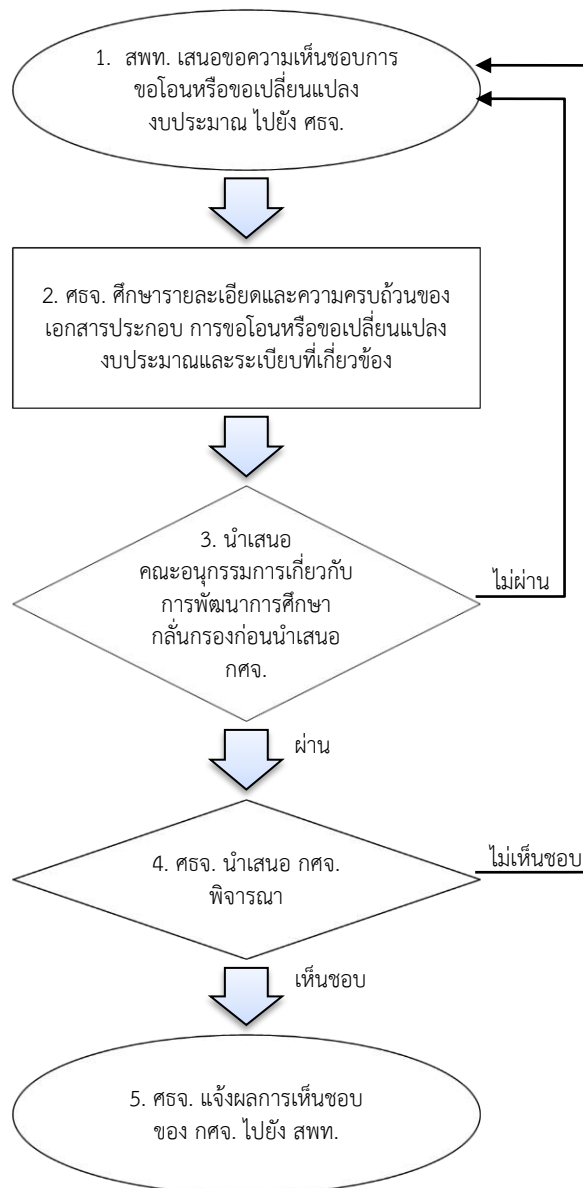 1. สพท. เสนอขอความเห็นชอบการ
ขอโอนหรือขอเปลี่ยนแปลง
งบประมาณ ไปยัง ศธจ.
2. ศธจ. ศึกษารายละเอียดและความครบถ้วนของ
เอกสารประกอบ การขอโอนหรือขอเปลี่ยนแปลง
งบประมาณและระเบียบที่เกี่ยวข้อง
3. นำเสนอ
คณะอนุกรรมการเกี่ยวกับ
การพัฒนาการศึกษา
กลั่นกรองก่อนนำเสนอ
กศจ.
ไม่ผ่าน
ผ่าน
4. ศธจ. นำเสนอ กศจ.
พิจารณา
ไม่เห็นชอบ
เห็นชอบ
5. ศธจ. แจ้งผลการเห็นชอบ
ของ กศจ. ไปยัง สพท.